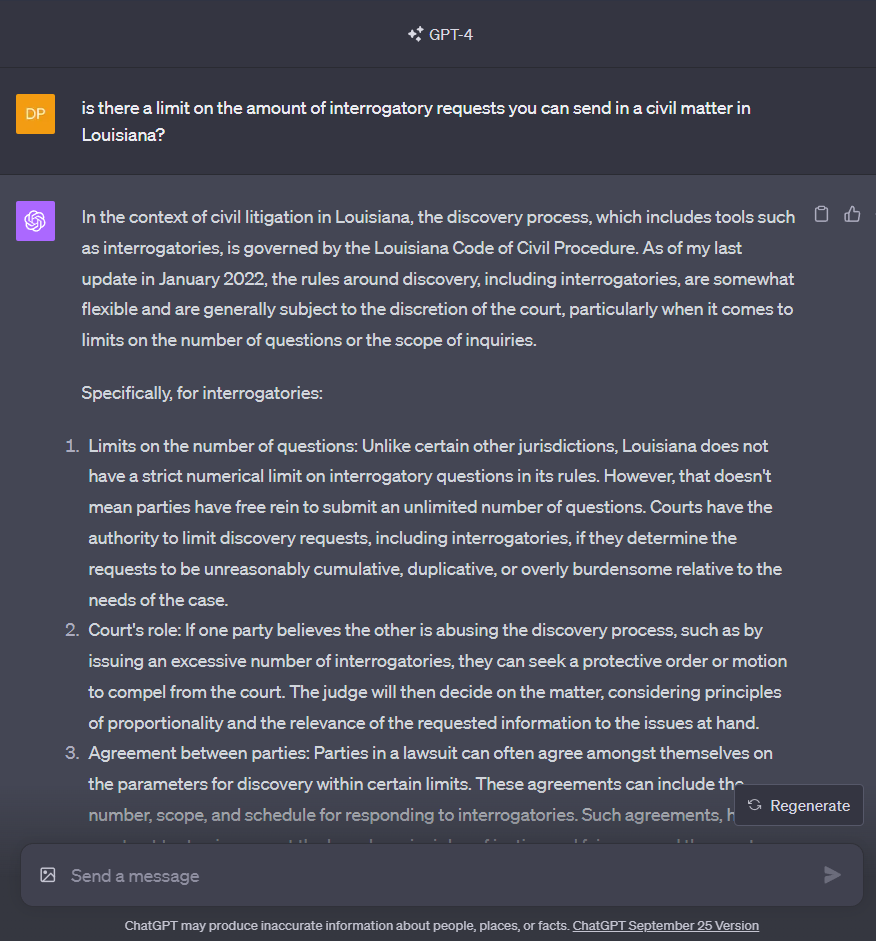 GPT-4
DP
is there a limit on the amount of interrogatory requests you can send in a civil matter in
Louisiana?
In the context of civil litigation in Louisiana, the discovery process, which includes tools such
as interrogatories, is governed by the Louisiana Code of Civil Procedure. As of my last
update in January 2022, the rules around discovery, including interrogatories, are somewhat
flexible and are generally subject to the discretion of the court, particularly when it comes to
limits on the number of questions or the scope of inquiries.
Specifically, for interrogatories:
1. Limits on the number of questions: Unlike certain other jurisdictions, Louisiana does not
have a strict numerical limit on interrogatory questions in its rules. However, that doesn't
mean parties have free rein to submit an unlimited number of questions. Courts have the
authority to limit discovery requests, including interrogatories, if they determine the
requests to be unreasonably cumulative, duplicative, or overly burdensome relative to the
needs of the case.
2. Court's role: If one party believes the other is abusing the discovery process, such as by
issuing an excessive number of interrogatories, they can seek a protective order or motion
to compel from the court. The judge will then decide on the matter, considering principles
of proportionality and the relevance of the requested information to the issues at hand.
3. Agreement between parties: Parties in a lawsuit can often agree amongst themselves on
the parameters for discovery within certain limits. These agreements can include the
number, scope, and schedule for responding to interrogatories. Such agreements,
Regenerate
Send a message
ChatGPT may produce inaccurate information about people, places, or facts. ChatGPT September 25 Version